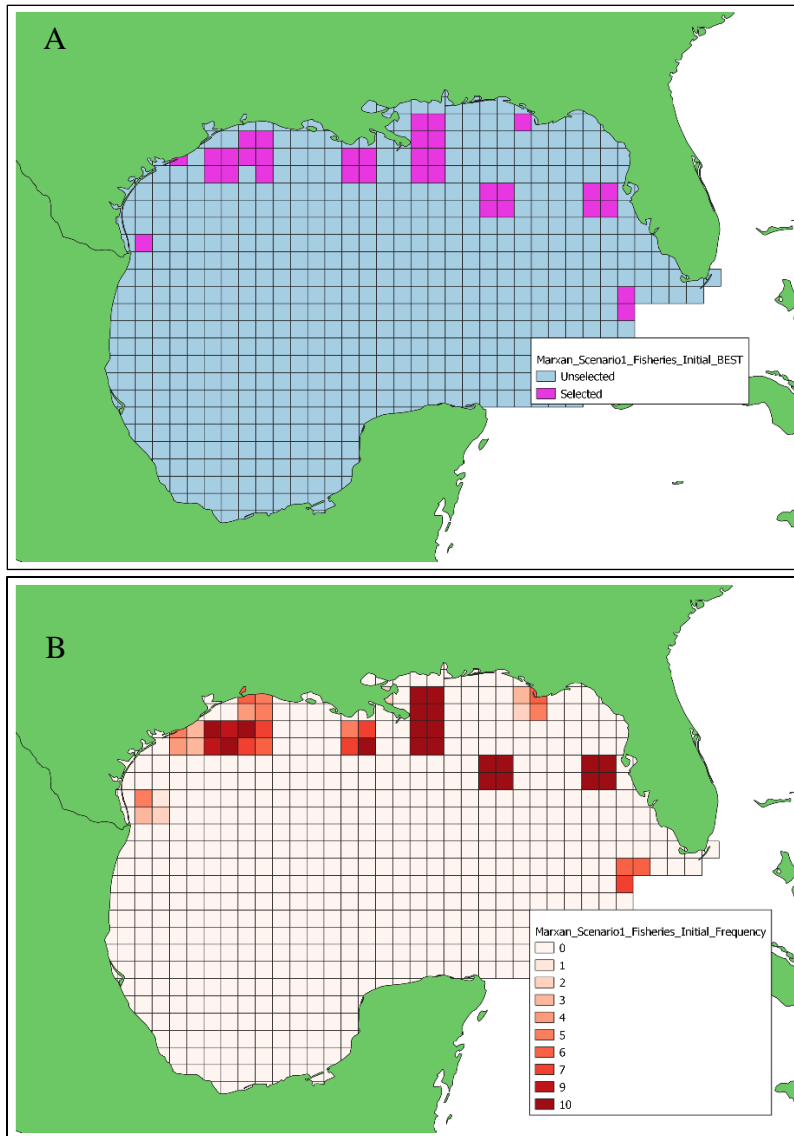 A
Marxan_Scenario1_Fisheries_Initial_BEST
Unselected
Selected
B
Marxan_Scenario1_Fisheries_Initial_Frequency
0
1
2
3
4
5
6
7
9
10